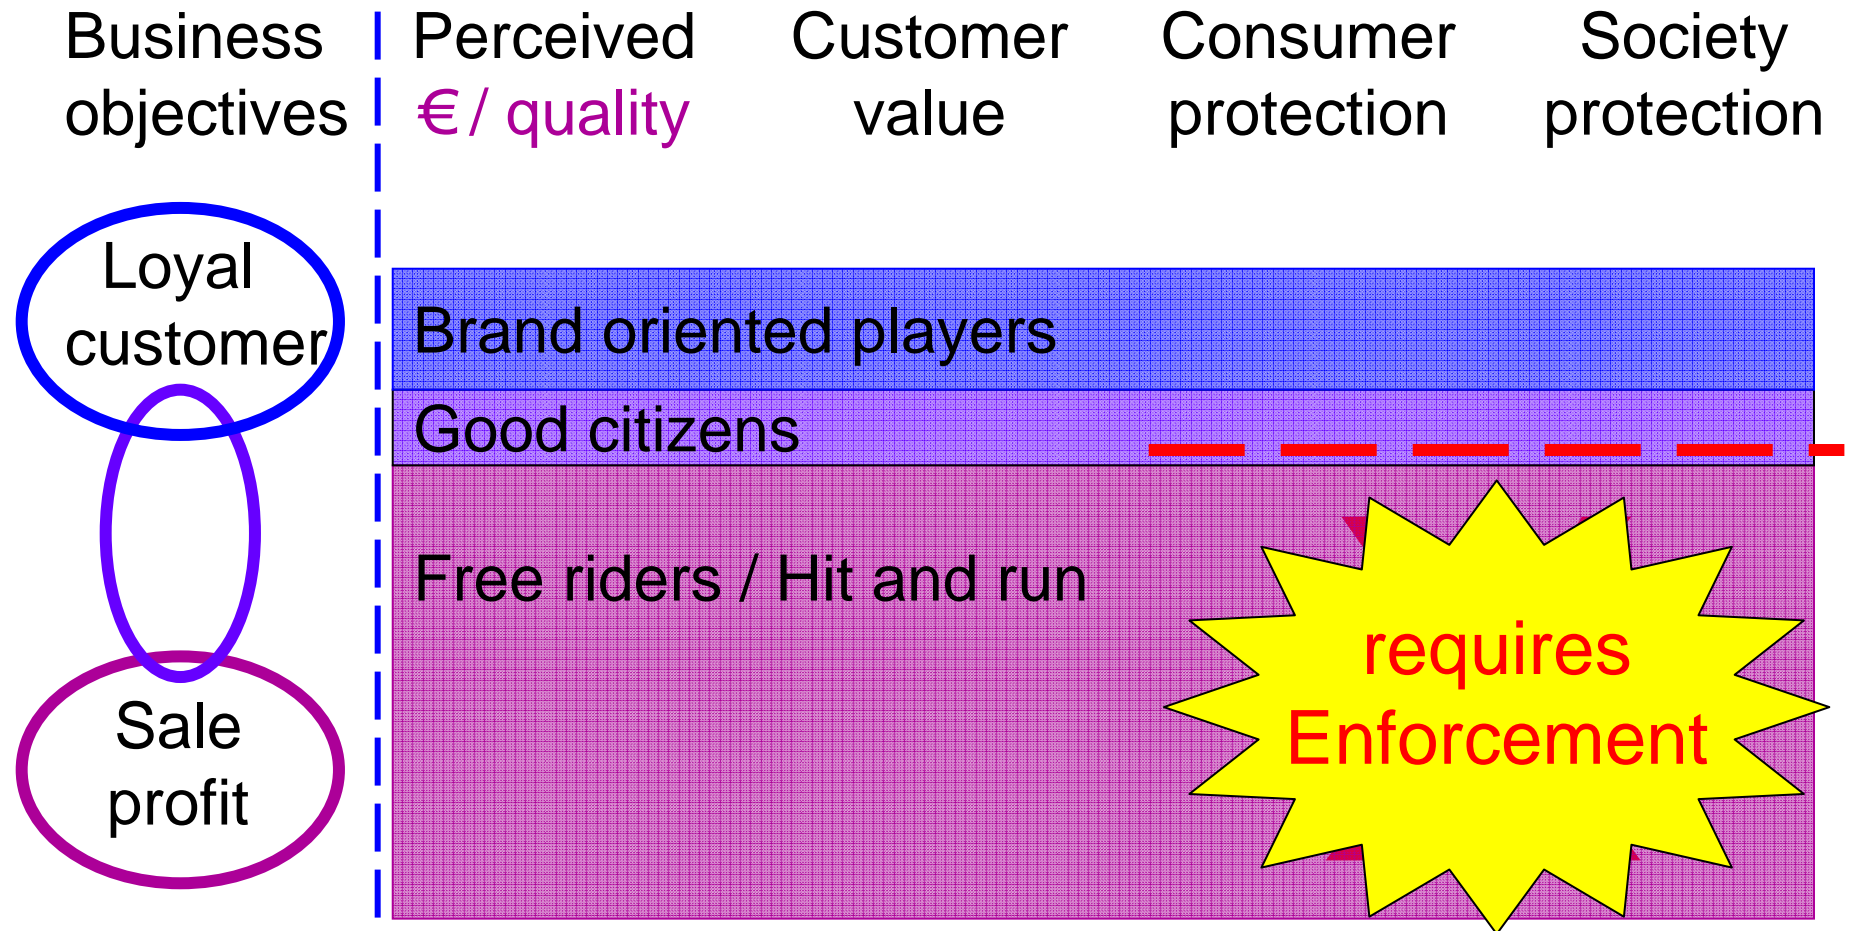 Business
objectives
Perceived
€ / quality
Customer
value
Consumer
protection
Society
protection
Loyal
customer
Brand oriented players
Good citizens
Free riders / Hit and run
requires
Enforcement
Sale
profit